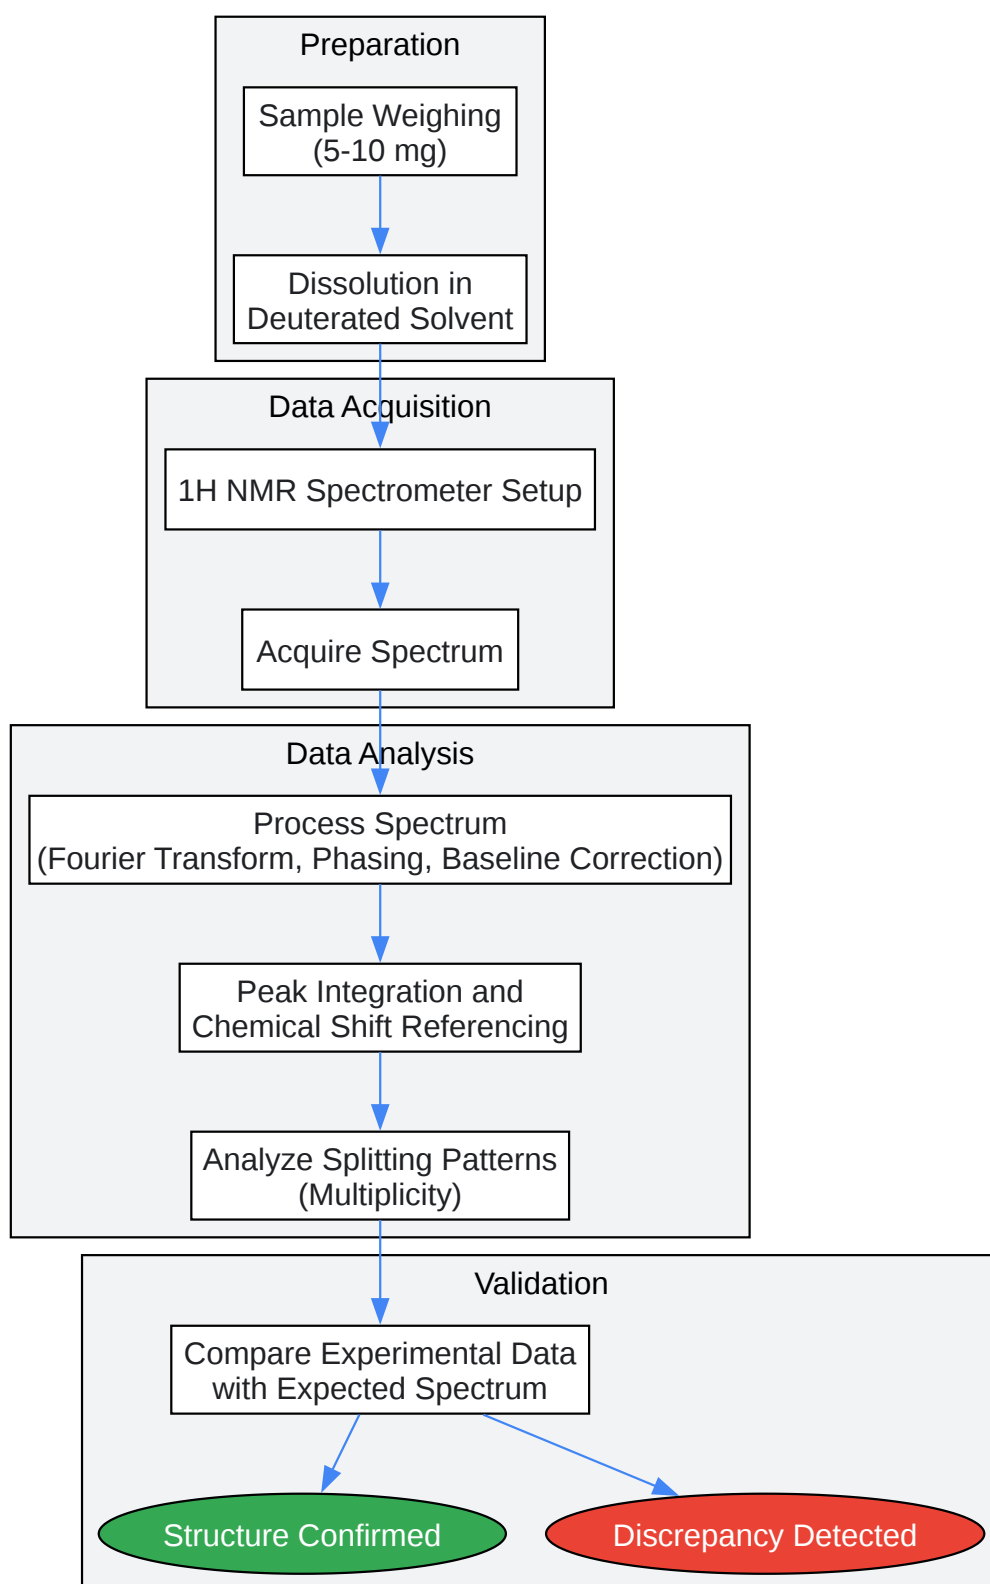 Preparation
Sample Weighing
(5-10 mg)
Dissolution in
Deuterated Solvent
Data Acquisition
1H NMR Spectrometer Setup
Acquire Spectrum
Data Analysis
Process Spectrum
(Fourier Transform, Phasing, Baseline Correction)
Peak Integration and
Chemical Shift Referencing
Analyze Splitting Patterns
(Multiplicity)
Validation
Compare Experimental Data
with Expected Spectrum
Structure Confirmed
Discrepancy Detected